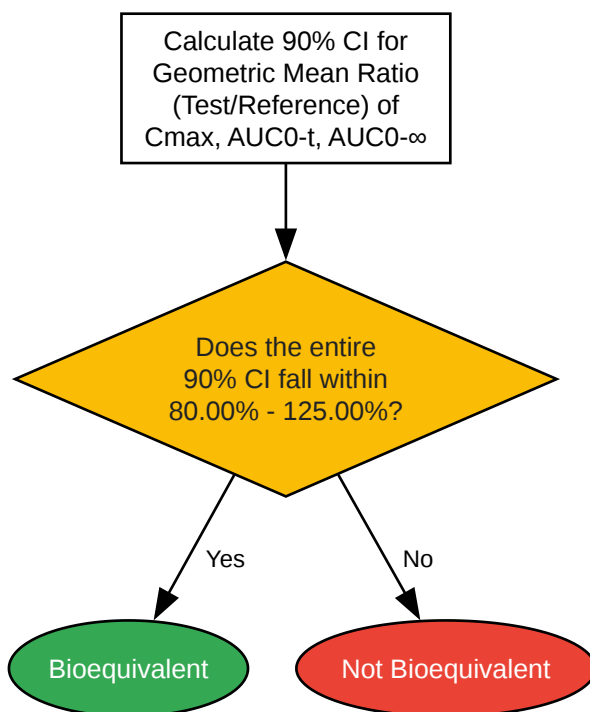 Calculate 90% CI for
Geometric Mean Ratio
(Test/Reference) of
Cmax, AUC0-t, AUC0-∞
Does the entire
90% CI fall within
80.00% - 125.00%?
Yes
No
Bioequivalent
Not Bioequivalent